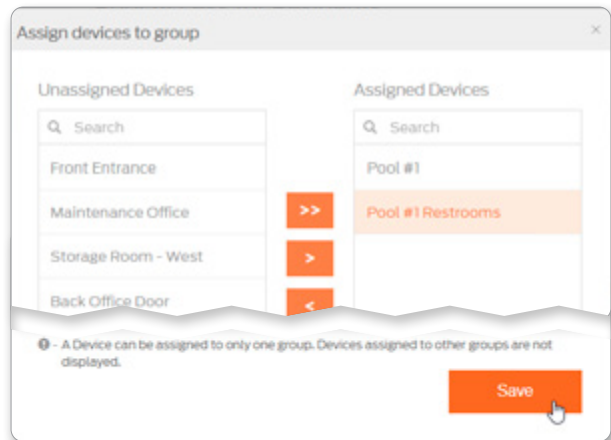 Assign devices to group ×
Unassigned Devices Assigned Devices
Search Search
Front Entrance Pool #1
Maintenance Office >> Pool #1 Restrooms
Storage Room - West >
Back Office Door <
- A Device can be assigned to only one group. Devices assigned to other groups are not
displayed.
Save